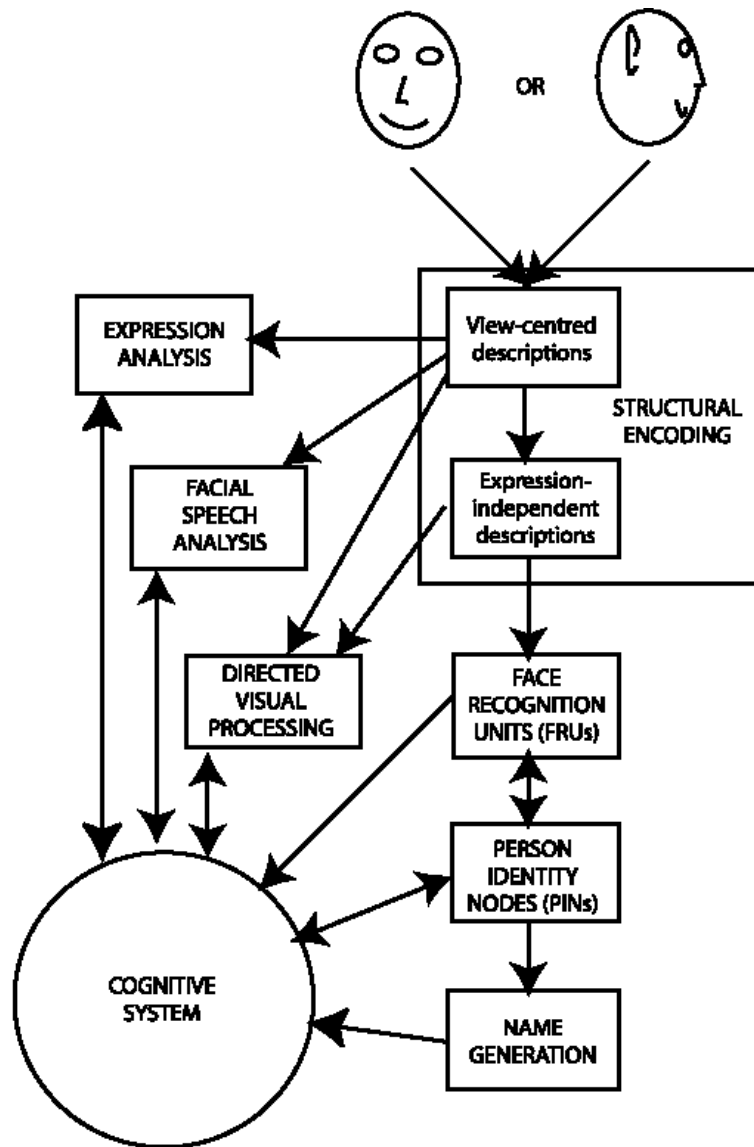 OR
View-centred
descriptions
EXPRESSION
ANALYSIS
STRUCTURAL
ENCODING
Expression-
independent
descriptions
FACIAL
SPEECH
ANALYSIS
DIRECTED
VISUAL
PROCESSING
FACE
RECOGNITION
UNITS (FRUs)
PERSON
IDENTITY
NODES (PINs)
COGNITIVE
SYSTEM
NAME
GENERATION